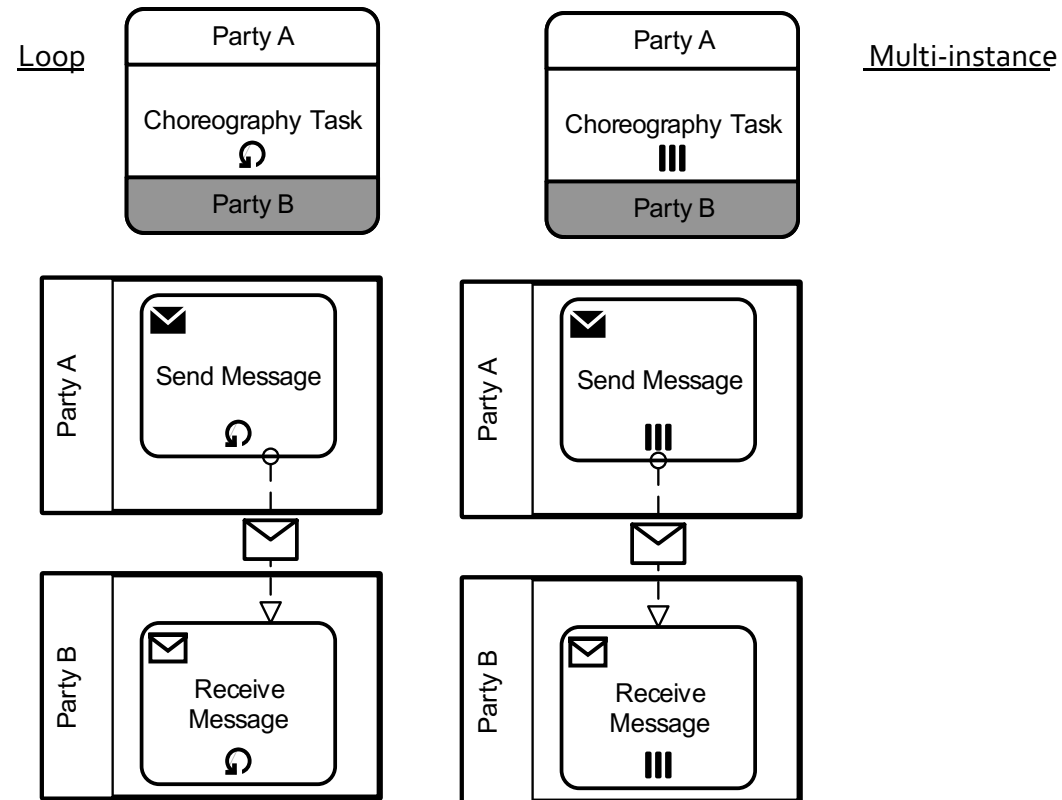 Loop
Party A
Choreography Task
Party B
Party A
Choreography Task
Party B
Multi-instance
Party A
Send Message
Party B
Receive
Message
Party A
Send Message
Party B
Receive
Message